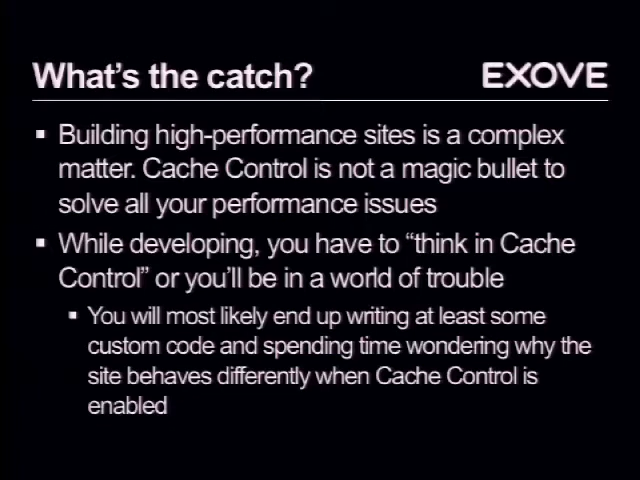 What's the catch?
EXOVE
Building high-performance sites is a complex
matter. Cache Control is not a magic bullet to
solve all your performance issues
While developing, you have to “think in Cache
Control” or you'll be in a world of trouble
You will most likely end up writing at least some
custom code and spending time wondering why the
site behaves differently when Cache Control is
enabled